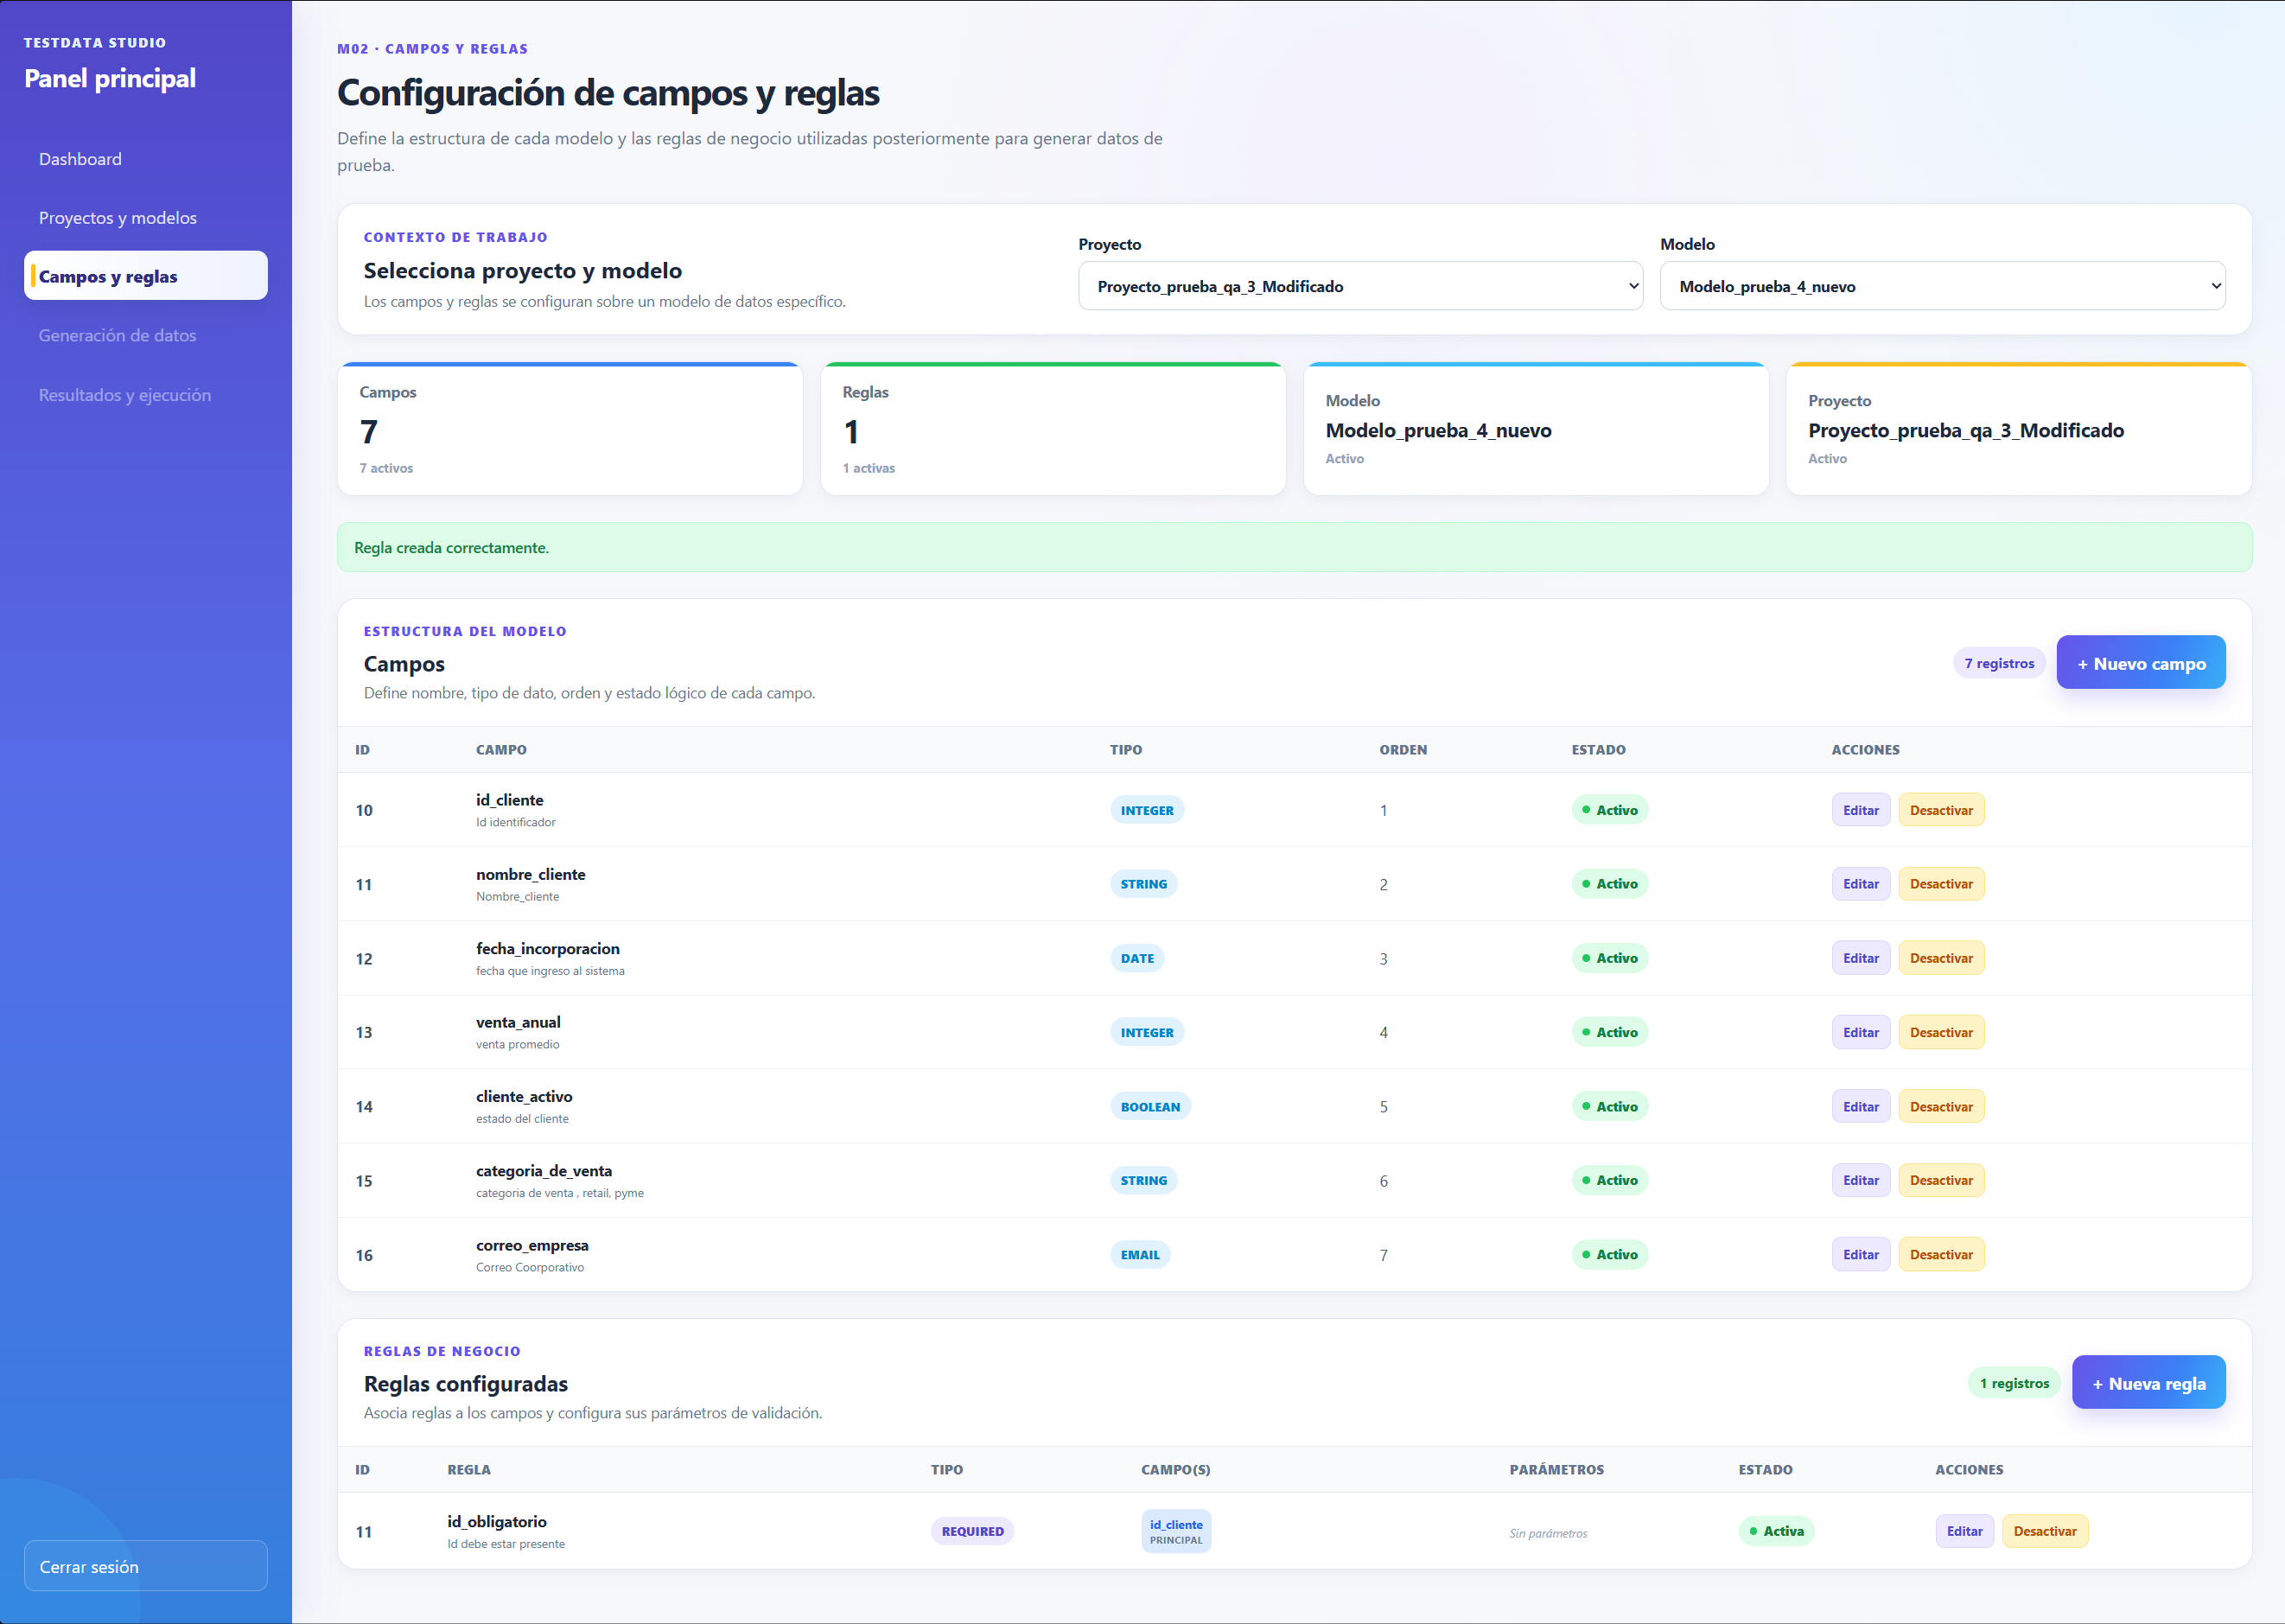 TESTDATA STUDIO
Panel principal
Dashboard
Proyectos y modelos
Campos y reglas
Generación de datos
Resultados y ejecución
Cerrar sesión
M02 · CAMPOS Y REGLAS
Configuración de campos y reglas
Define la estructura de cada modelo y las reglas de negocio utilizadas posteriormente para generar datos de
prueba.
CONTEXTO DE TRABAJO
Selecciona proyecto y modelo
Los campos y reglas se configuran sobre un modelo de datos específico.
Proyecto
Proyecto_prueba_qa_3_Modificado
Modelo
Modelo_prueba_4_nuevo
Campos
7
7 activos
Reglas
1
1 activas
Modelo
Modelo_prueba_4_nuevo
Activo
Proyecto
Proyecto_prueba_qa_3_Modificado
Activo
Regla creada correctamente.
ESTRUCTURA DEL MODELO
Campos
Define nombre, tipo de dato, orden y estado lógico de cada campo.
7 registros
+ Nuevo campo
ID CAMPO TIPO ORDEN ESTADO ACCIONES
10 id_cliente INTEGER 1 Activo Editar Desactivar
Id identificador
11 nombre_cliente STRING 2 Activo Editar Desactivar
Nombre_cliente
12 fecha_incorporacion DATE 3 Activo Editar Desactivar
fecha que ingreso al sistema
13 venta_anual INTEGER 4 Activo Editar Desactivar
venta promedio
14 cliente_activo BOOLEAN 5 Activo Editar Desactivar
estado del cliente
15 categoria_de_venta STRING 6 Activo Editar Desactivar
categoria de venta , retail, pyme
16 correo_empresa EMAIL 7 Activo Editar Desactivar
Correo Coorporativo
REGLAS DE NEGOCIO
Reglas configuradas
Asocia reglas a los campos y configura sus parámetros de validación.
1 registros
+ Nueva regla
ID REGLA TIPO CAMPO(S) PARÁMETROS ESTADO ACCIONES
11 id_obligatorio REQUIRED id_cliente Sin parámetros Activa Editar Desactivar
Id debe estar presente PRINCIPAL